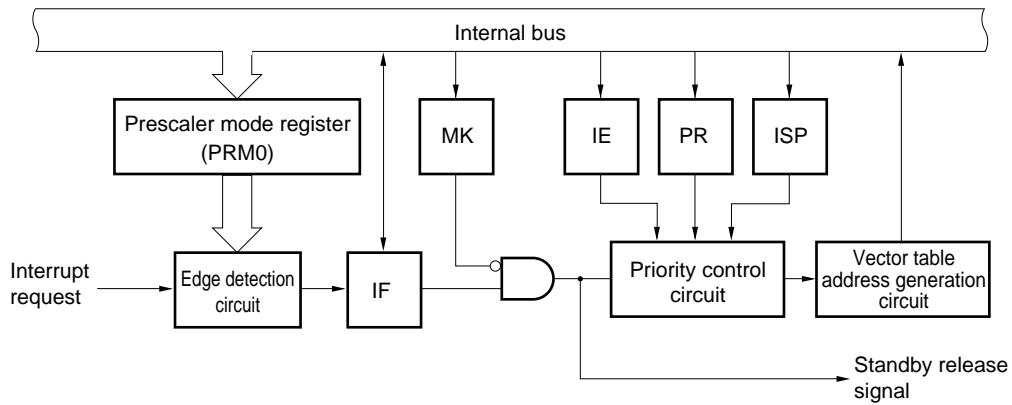 Internal bus
Prescaler mode register
(PRM0)
MK
IE
PR
ISP
Interrupt
request
Edge detection
circuit
IF
Priority control
circuit
Vector table
address generation
circuit
Standby release
signal